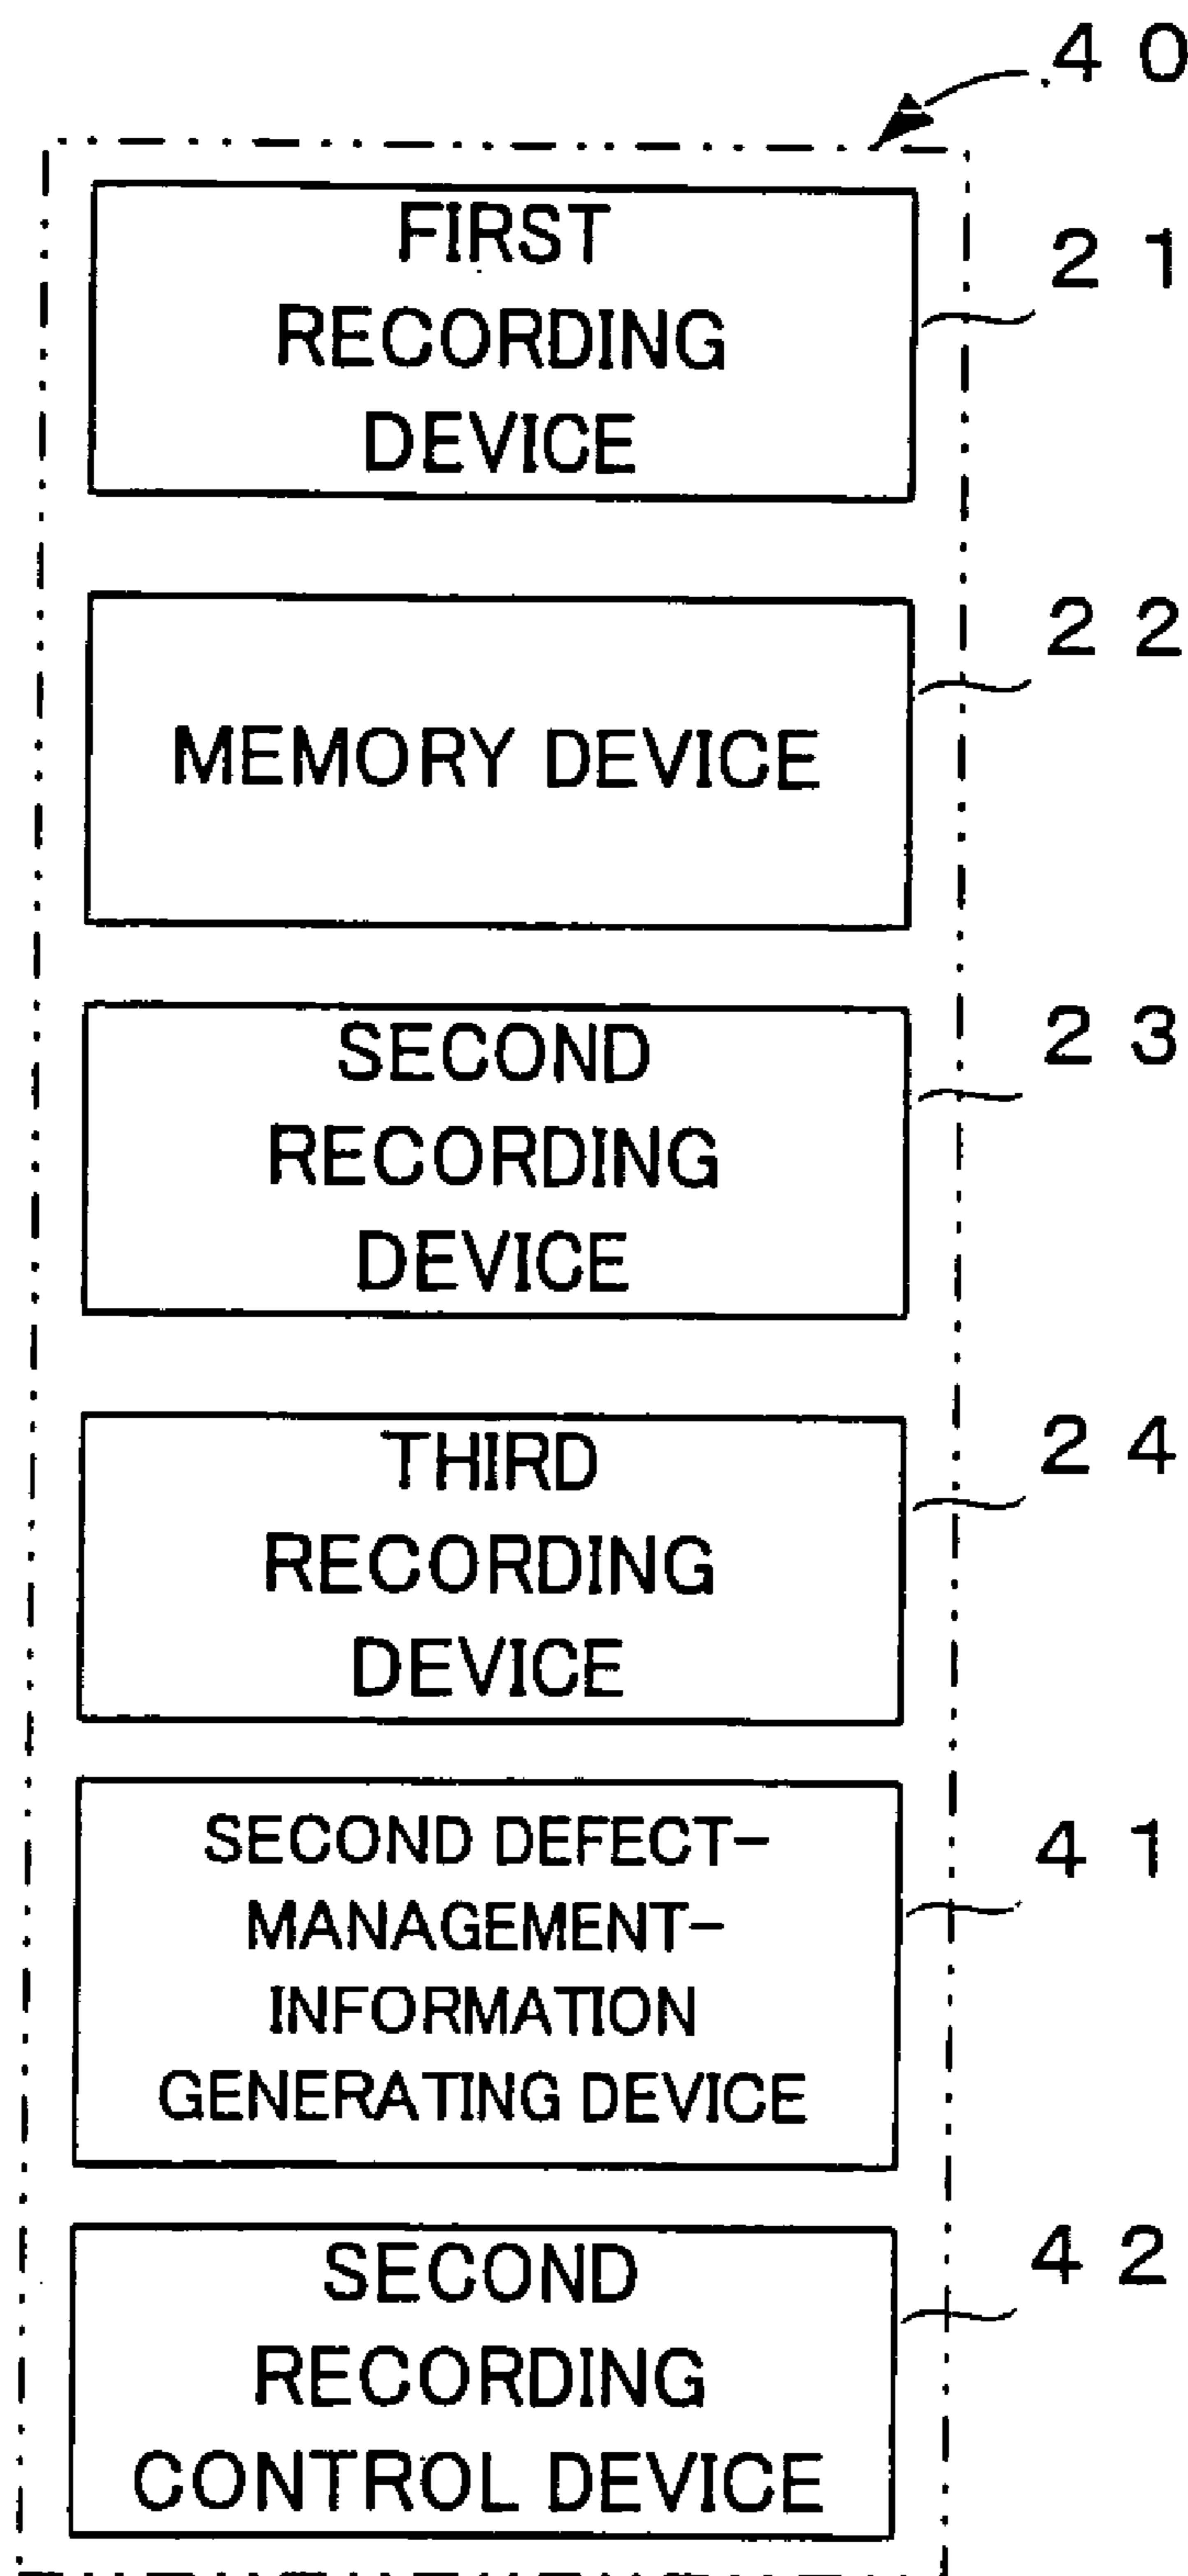 40
FIRST
RECORDING
DEVICE
21
MEMORY DEVICE
22
SECOND
RECORDING
DEVICE
23
THIRD
RECORDING
DEVICE
24
SECOND DEFECT-
MANAGEMENT-
INFORMATION
GENERATING DEVICE
41
SECOND
RECORDING
CONTROL DEVICE
42